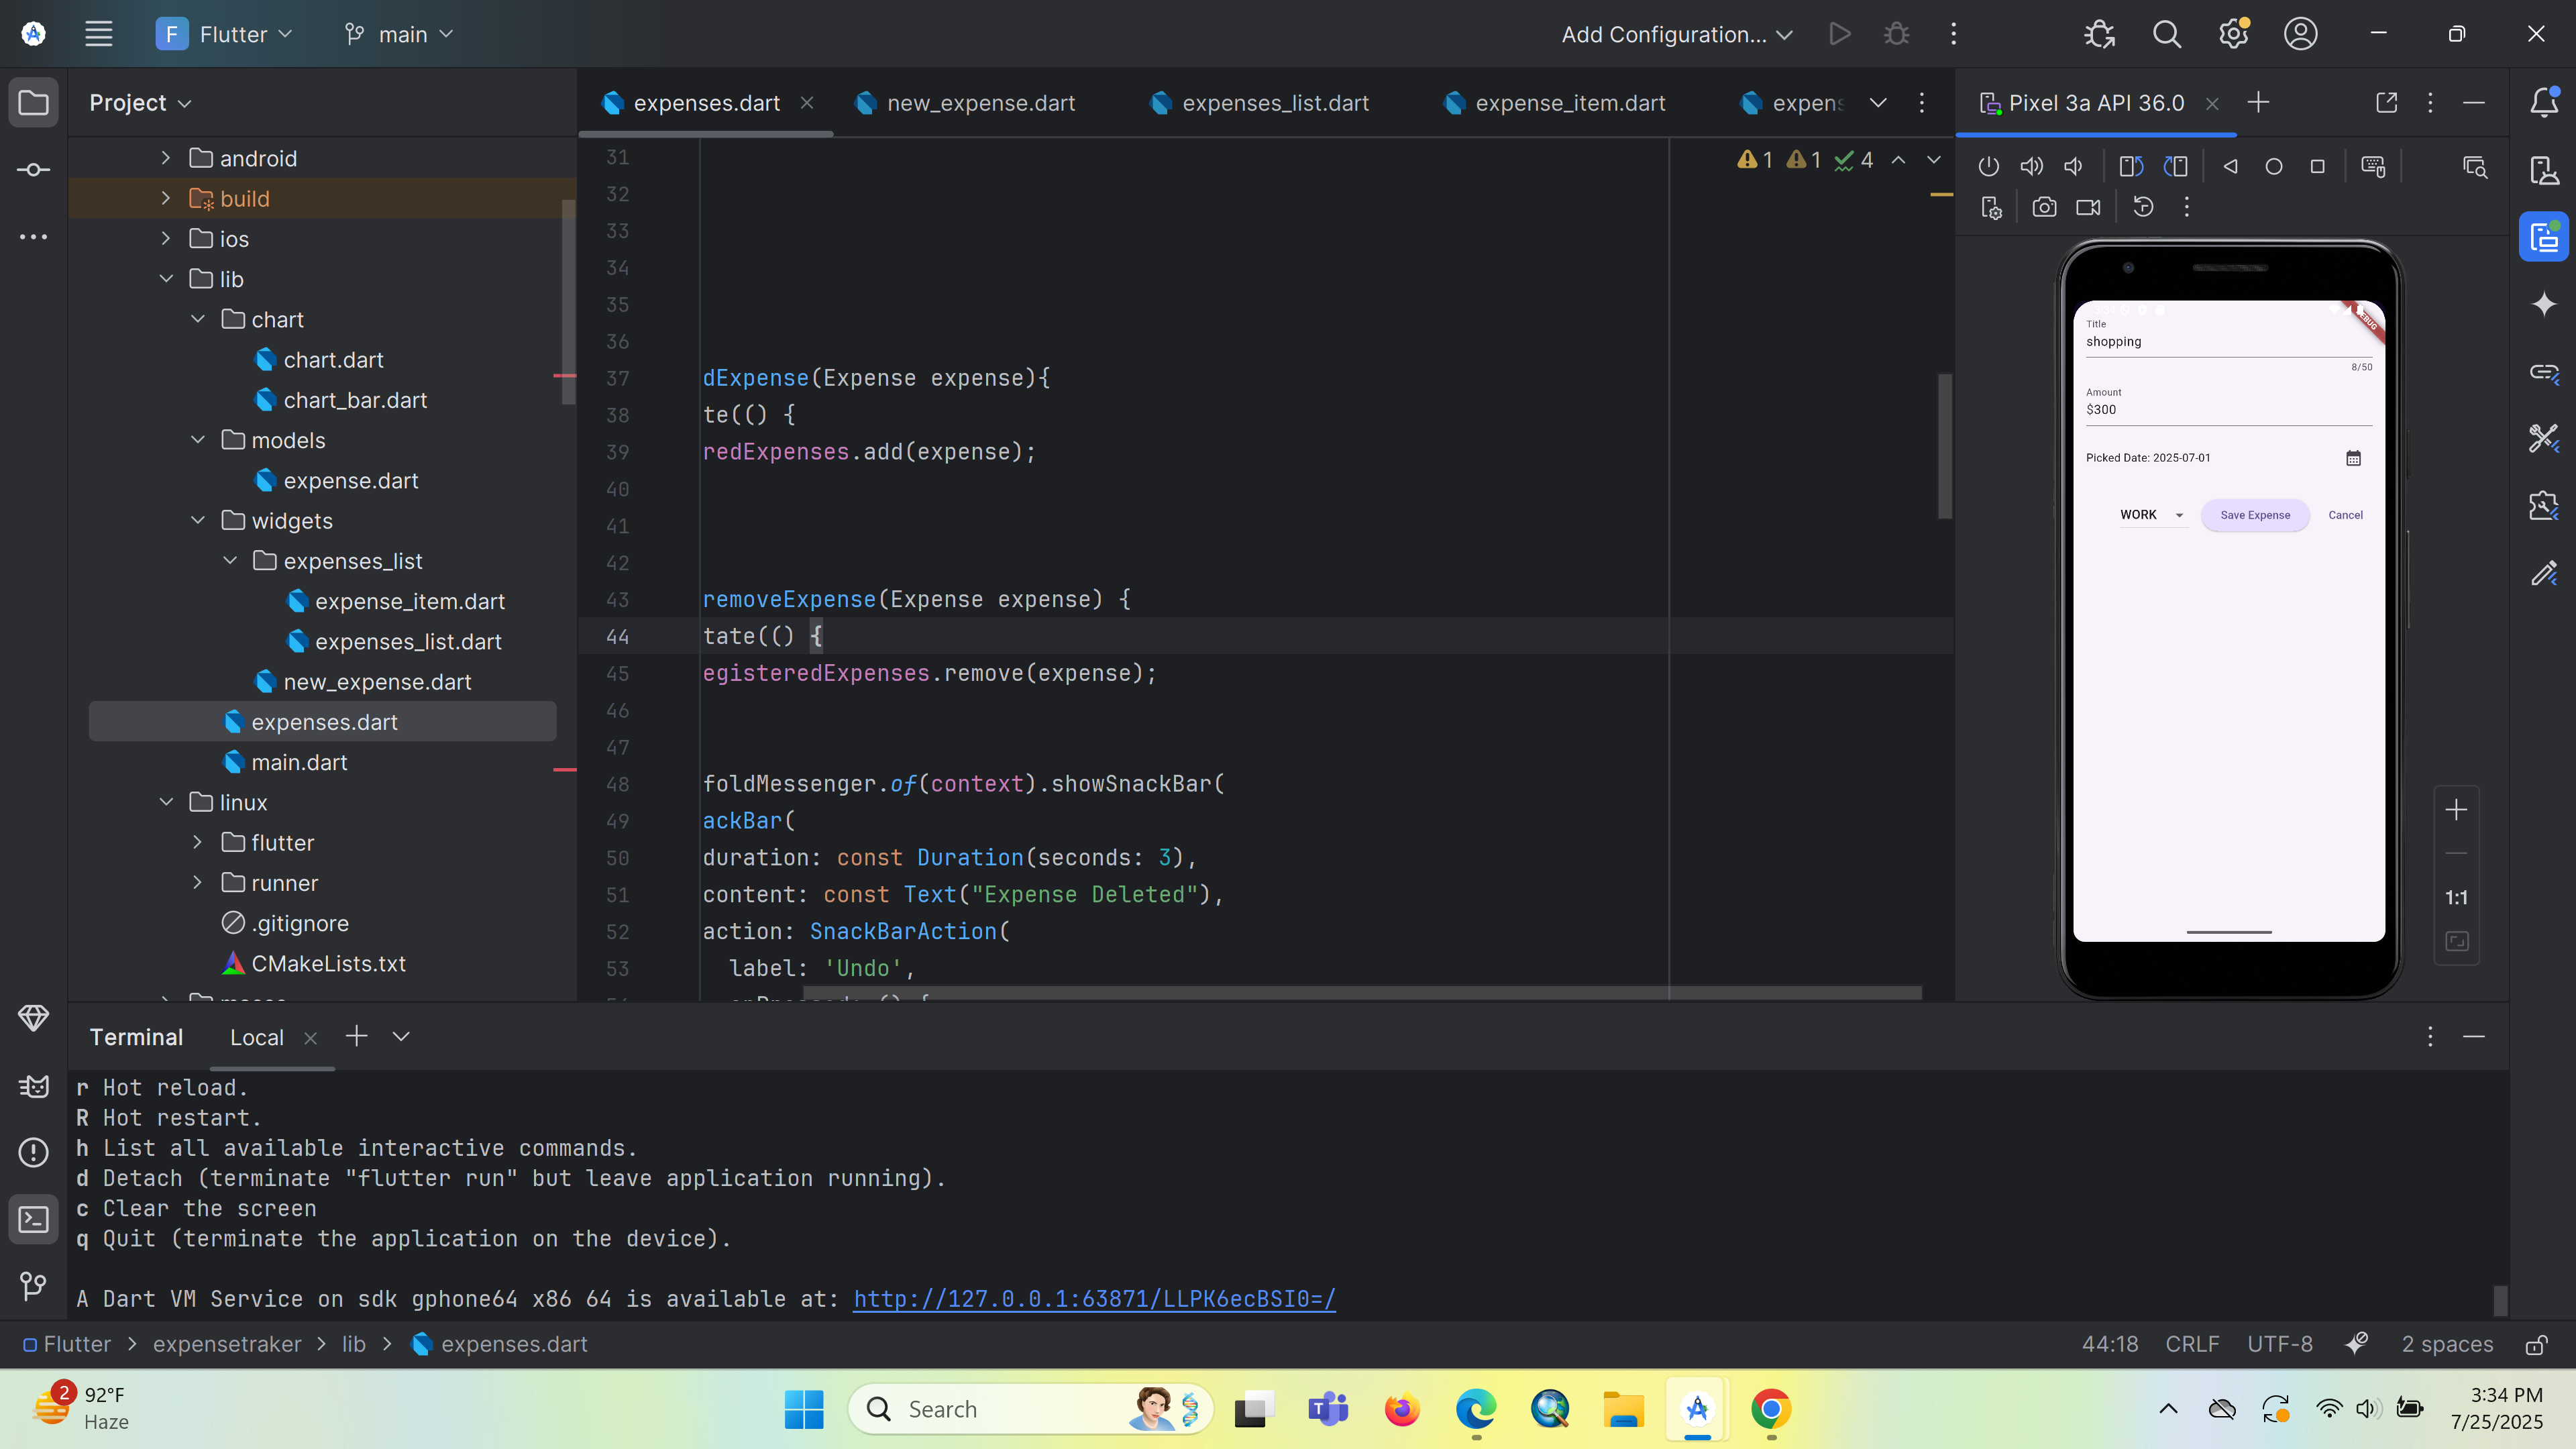 F Flutter main
Add Configuration...
Project
android
build
ios
lib
chart
chart.dart
chart_bar.dart
models
expense.dart
widgets
expenses_list
expense_item.dart
expenses_list.dart
new_expense.dart
expenses.dart
main.dart
linux
flutter
runner
.gitignore
CMakeLists.txt
expenses.dart new_expense.dart expenses_list.dart expense_item.dart expens
1 1 4
31
32
33
34
35
36
37 dExpense(Expense expense){
38 te(() {
39 redExpenses.add(expense);
40
41
42
43 removeExpense(Expense expense) {
44 tate(() {
45 egisteredExpenses.remove(expense);
46
47
48 foldMessenger.of(context).showSnackBar(
49 ackBar(
50 duration: const Duration(seconds: 3),
51 content: const Text("Expense Deleted"),
52 action: SnackBarAction(
53 label: 'Undo',
Pixel 3a API 36.0
Title
shopping
8/50
Amount
$300
Picked Date: 2025-07-01
WORK Save Expense Cancel
1:1
Terminal Local
r Hot reload.
R Hot restart.
h List all available interactive commands.
d Detach (terminate "flutter run" but leave application running).
c Clear the screen
q Quit (terminate the application on the device).
A Dart VM Service on sdk gphone64 x86 64 is available at: http://127.0.0.1:63871/LLPK6ecBSI0=/
Flutter > expensetraker > lib > expenses.dart
44:18 CRLF UTF-8 2 spaces
2
92°F
Haze
Search
3:34 PM
7/25/2025